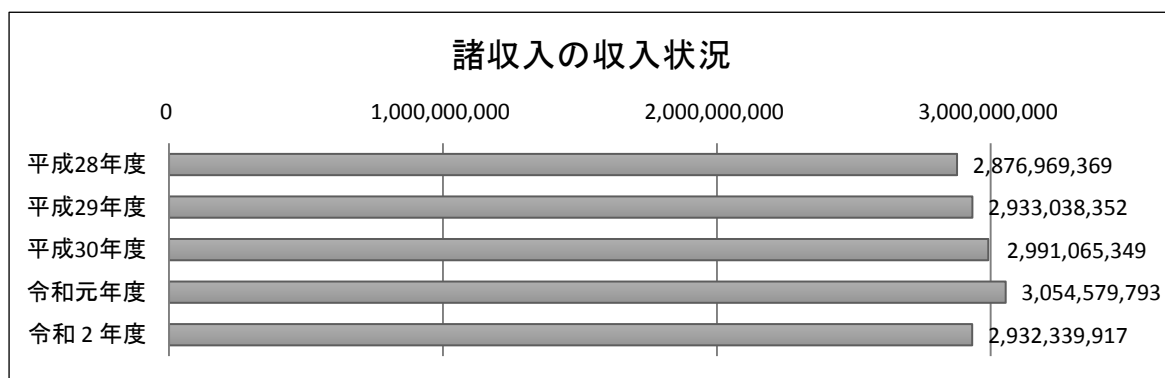 諸収入の収入状況
0 1,000,000,000 2,000,000,000 3,000,000,000
平成28年度 2,876,969,369
平成29年度 2,933,038,352
平成30年度 2,991,065,349
令和元年度 3,054,579,793
令和２年度 2,932,339,917